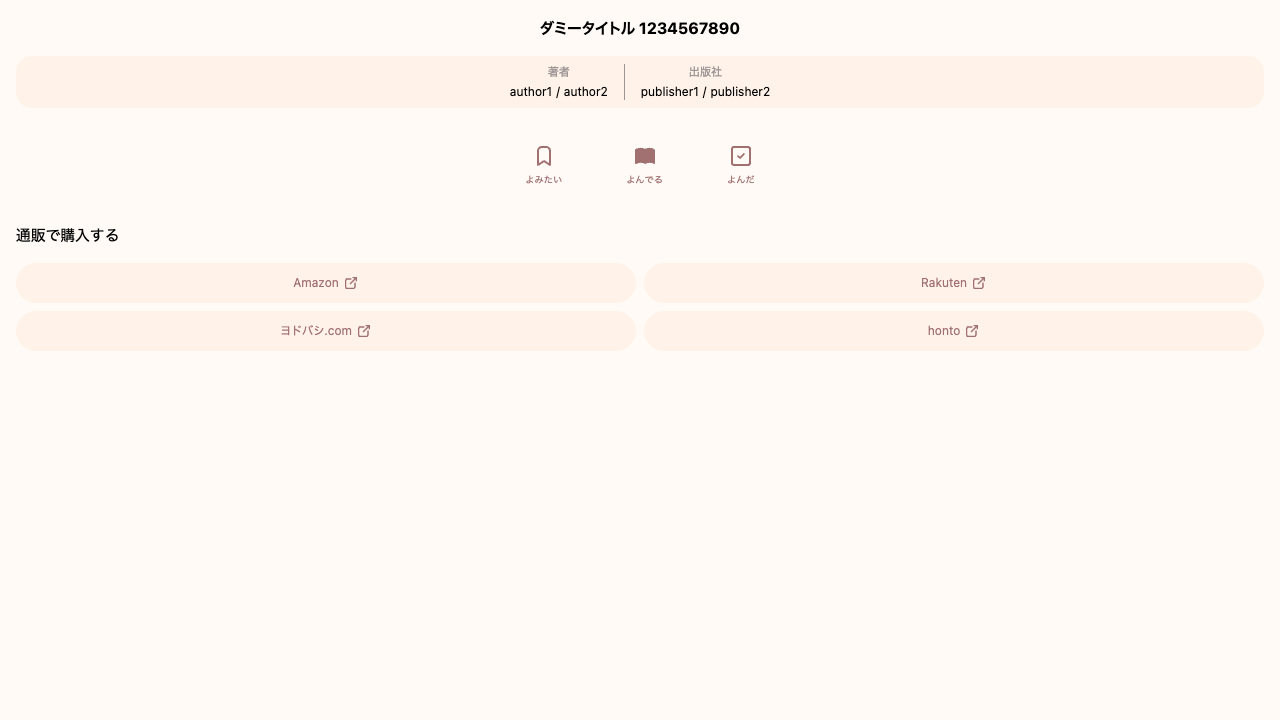 ダミータイトル 1234567890
著者
author1 / author2
出版社
publisher1 / publisher2
よみたい
よんでる
よんだ
通販で購入する
Amazon
Rakuten
ヨドバシ.com
honto